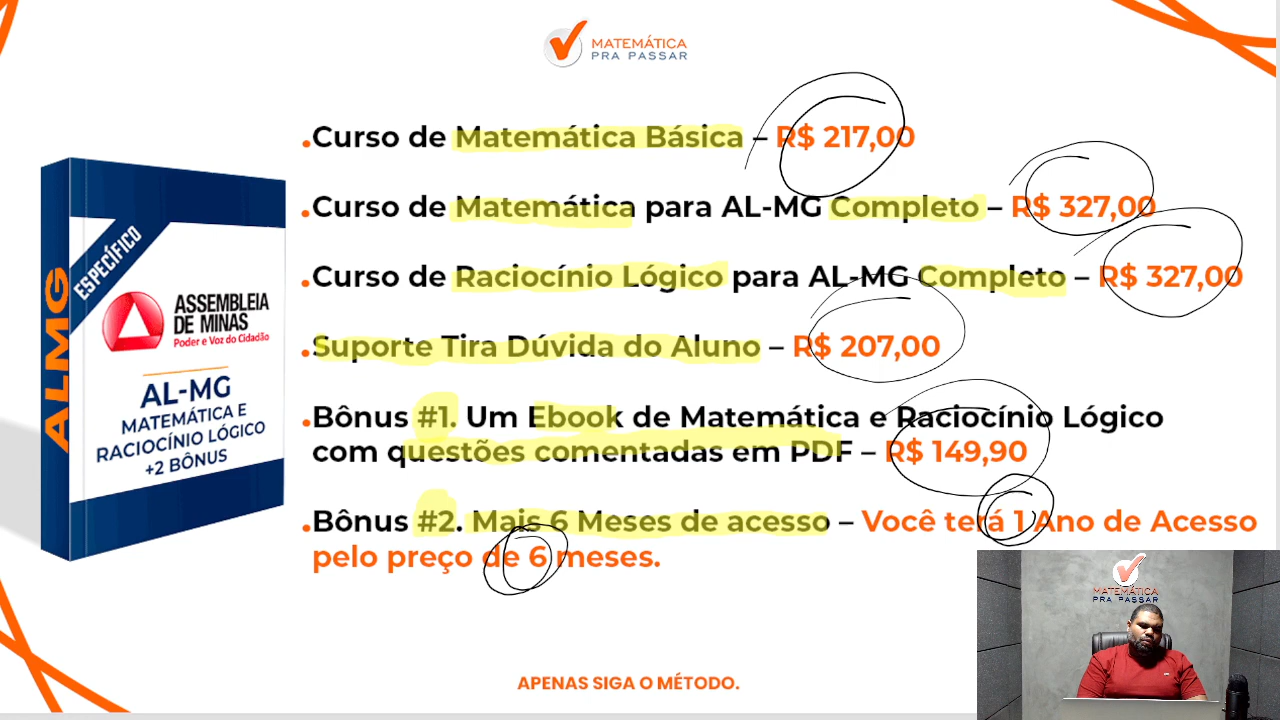 MATEMÁTICA
PRA PASSAR
.Curso de Matemática Básica – R$ 217,00
.Curso de Matemática para AL-MG Completo – R$ 327,00
.Curso de Raciocínio Lógico para AL-MG Completo – R$ 327,00
.Suporte Tira Dúvida do Aluno – R$ 207,00
.Bônus #1. Um Ebook de Matemática e Raciocínio Lógico
com questões comentadas em PDF – R$ 149,90
.Bônus #2. Mais 6 Meses de acesso – Você terá 1 Ano de Acesso
pelo preço de 6 meses.
ALMG
ESPECÍFICO
ASSEMBLEIA
DE MINAS
Poder e Voz do Cidadão
AL-MG
MATEMÁTICA E
RACIOCÍNIO LÓGICO
+2 BÔNUS
MATEMÁTICA
PRA PASSAR
APENAS SIGA O MÉTODO.